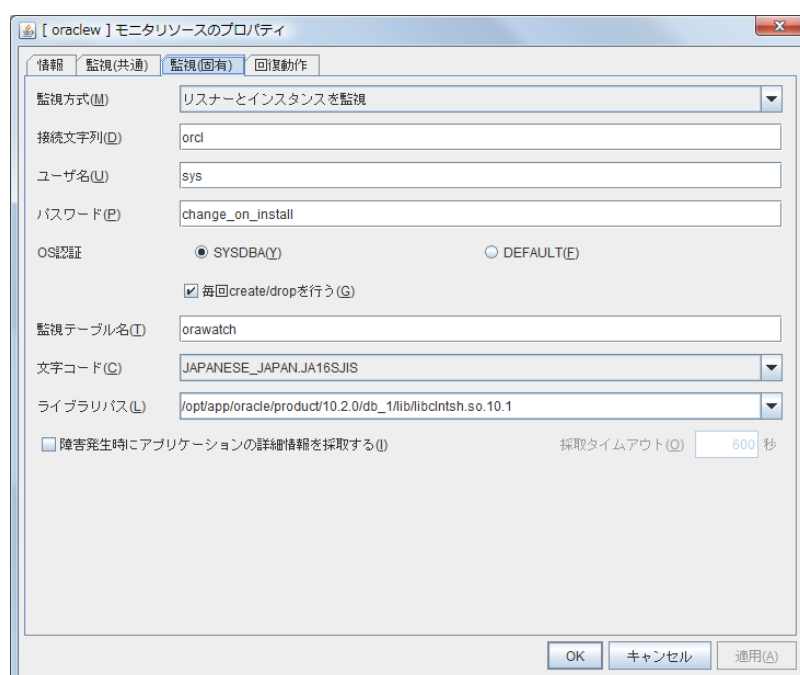 [ oraclew ] モニタリソースのプロパティ
情報 監視(共通) 監視(固有) 回復動作
監視方式(M) リスナーとインスタンスを監視
接続文字列(D) orcl
ユーザ名(U) sys
パスワード(P) change_on_install
OS認証 SYSDBA(Y) DEFAULT(F)
毎回create/dropを行う(G)
監視テーブル名(T) orawatch
文字コード(C) JAPANESE_JAPAN.JA16SJIS
ライブラリパス(L) /opt/app/oracle/product/10.2.0/db_1/lib/libclntsh.so.10.1
障害発生時にアプリケーションの詳細情報を採取する(I) 採取タイムアウト(O) 600 秒
OK キャンセル 適用(A)